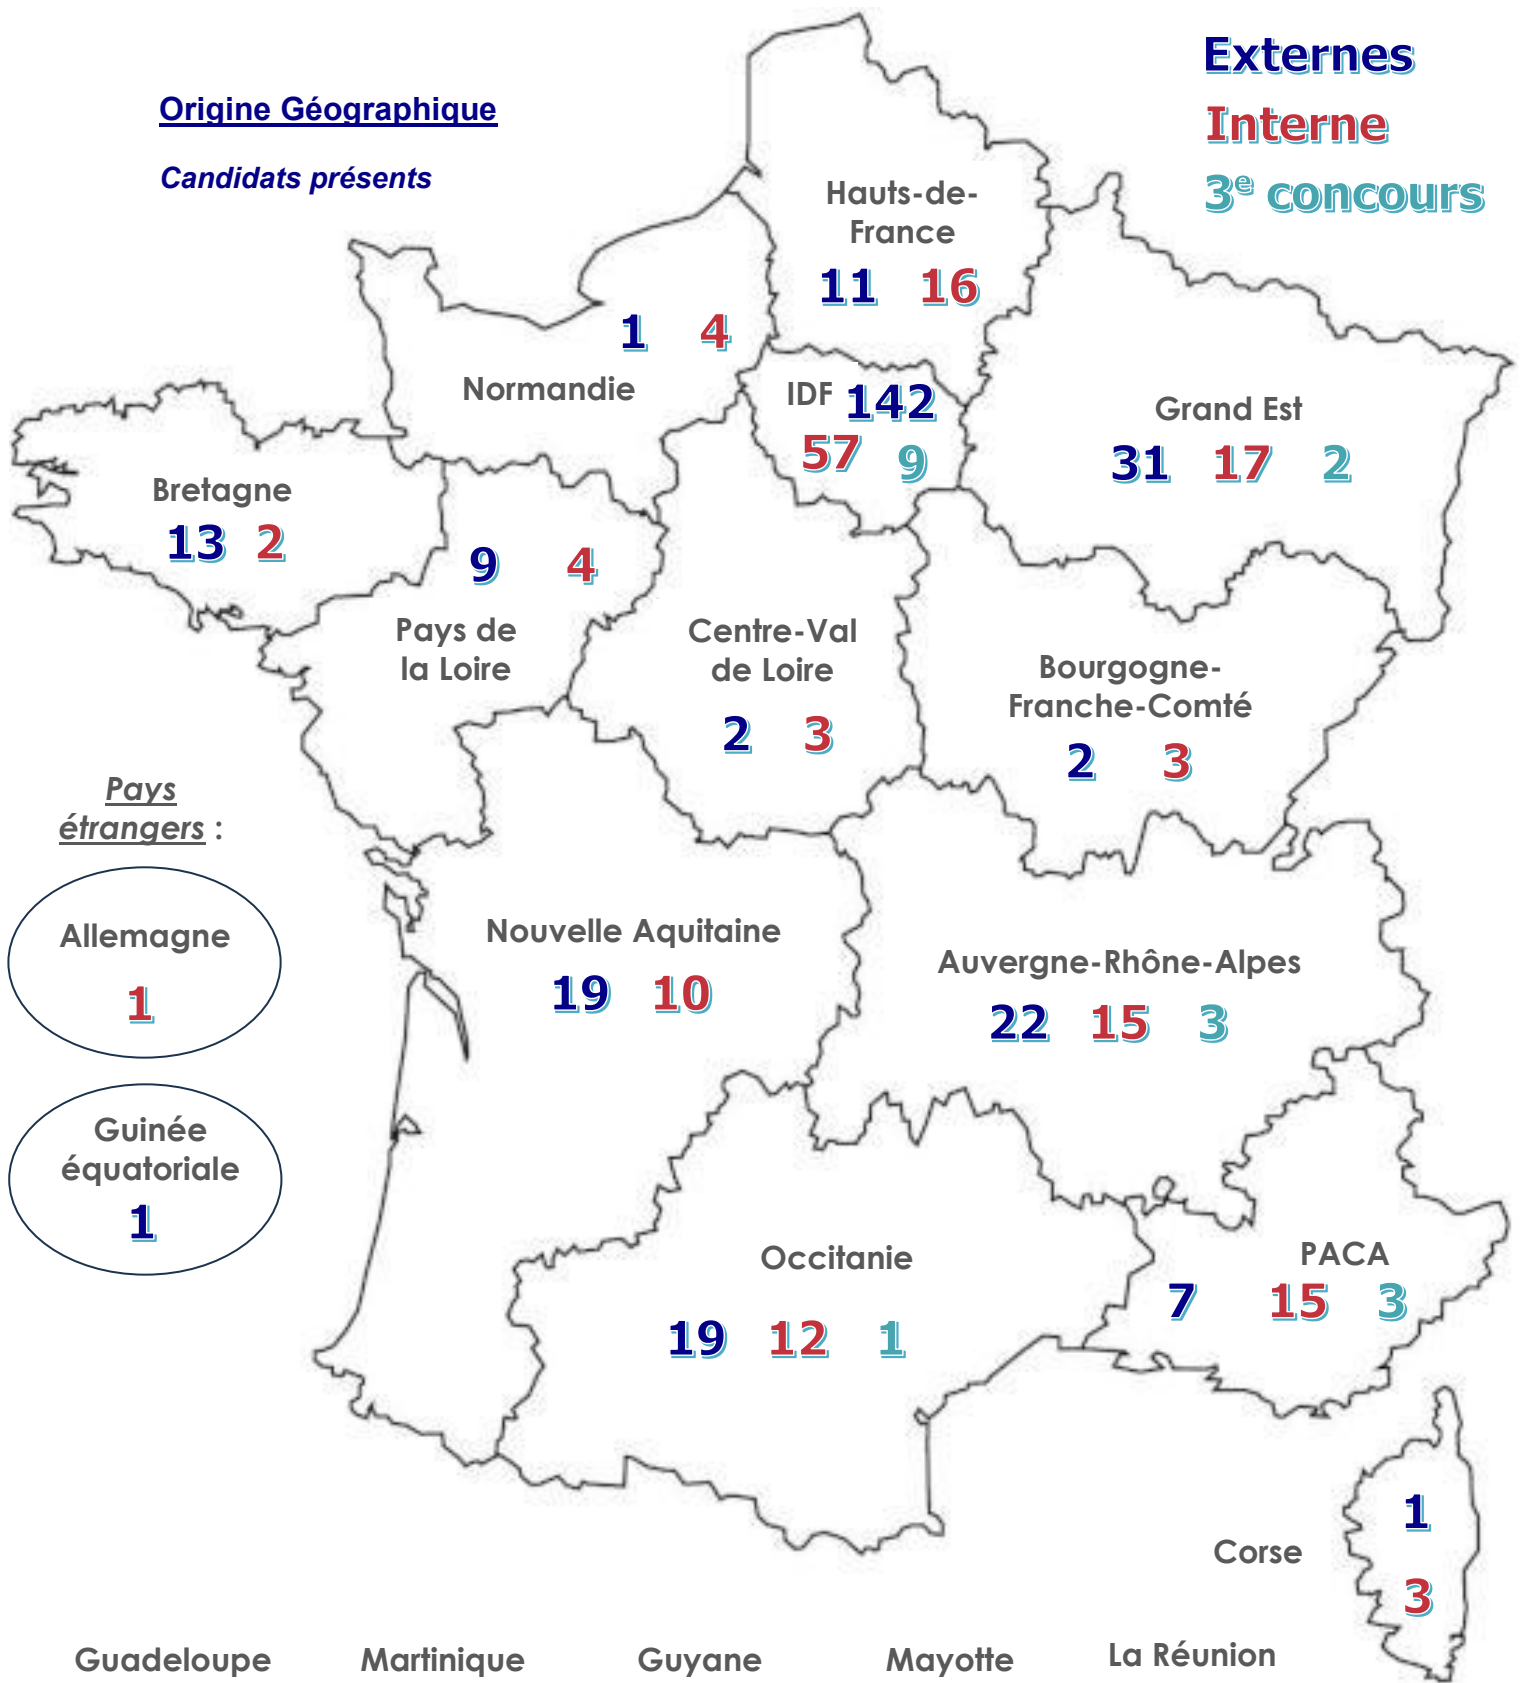 Origine Géographique
Candidats présents
Externes
Interne
3e concours
Hauts-de-
France
11 16
1 4
Normandie
IDF 142
57 9
Grand Est
31 17 2
Bretagne
13 2
9 4
Pays de
la Loire
Centre-Val
de Loire
2 3
Bourgogne-
Franche-Comté
2 3
Pays
étrangers :
Allemagne
1
Guinée
équatoriale
1
Nouvelle Aquitaine
19 10
Auvergne-Rhône-Alpes
22 15 3
Occitanie
19 12 1
PACA
7 15 3
Corse
1
3
Guadeloupe Martinique Guyane Mayotte La Réunion